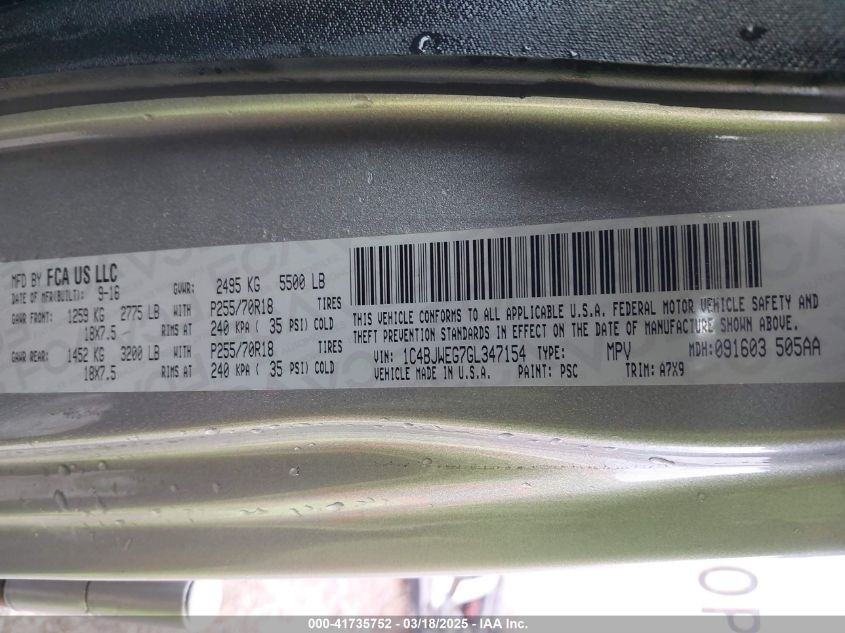 MFD BY FCA US LLC
DATE OF MFR(BUILT): 9-16
GVWR: 2495 KG 5500 LB
GAWR FRONT: 1259 KG 2775 LB WITH P255/70R18 TIRES
18X7.5 RIMS AT 240 KPA ( 35 PSI) COLD
GAWR REAR: 1452 KG 3200 LB WITH P255/70R18 TIRES
18X7.5 RIMS AT 240 KPA ( 35 PSI) COLD
THIS VEHICLE CONFORMS TO ALL APPLICABLE U.S.A. FEDERAL MOTOR VEHICLE SAFETY AND
THEFT PREVENTION STANDARDS IN EFFECT ON THE DATE OF MANUFACTURE SHOWN ABOVE.
VIN: 1C4BJWEG7GL347154 TYPE: MPV MDH:091603 505AA
VEHICLE MADE IN U.S.A. PAINT: PSC TRIM: A7X9
OP
000-41735752 — 03/18/2025 — IAA Inc.